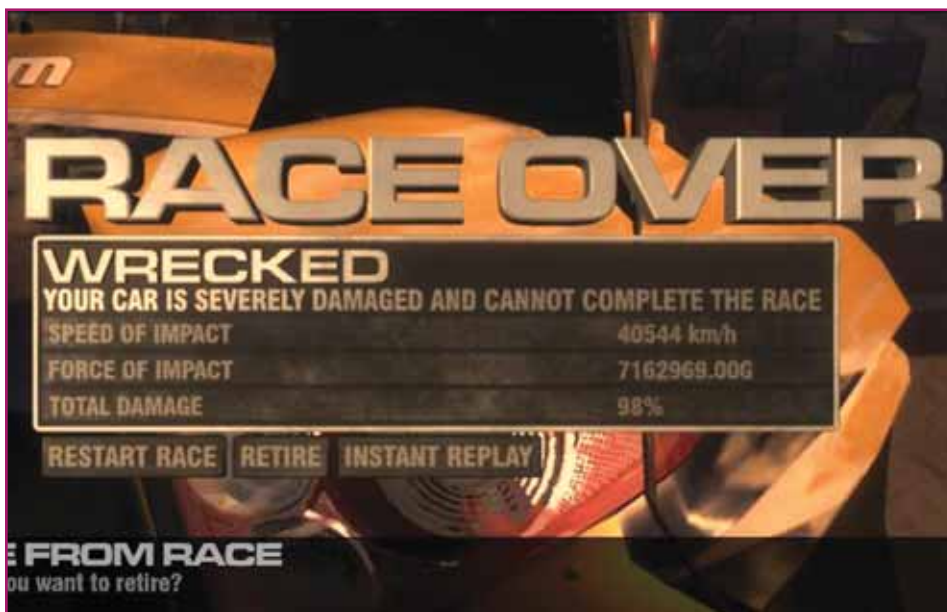 m
RACE OVER
WRECKED
YOUR CAR IS SEVERELY DAMAGED AND CANNOT COMPLETE THE RACE
SPEED OF IMPACT 40544 km/h
FORCE OF IMPACT 7162969.00G
TOTAL DAMAGE 98%
RESTART RACE RETIRE INSTANT REPLAY
E FROM RACE
ou want to retire?